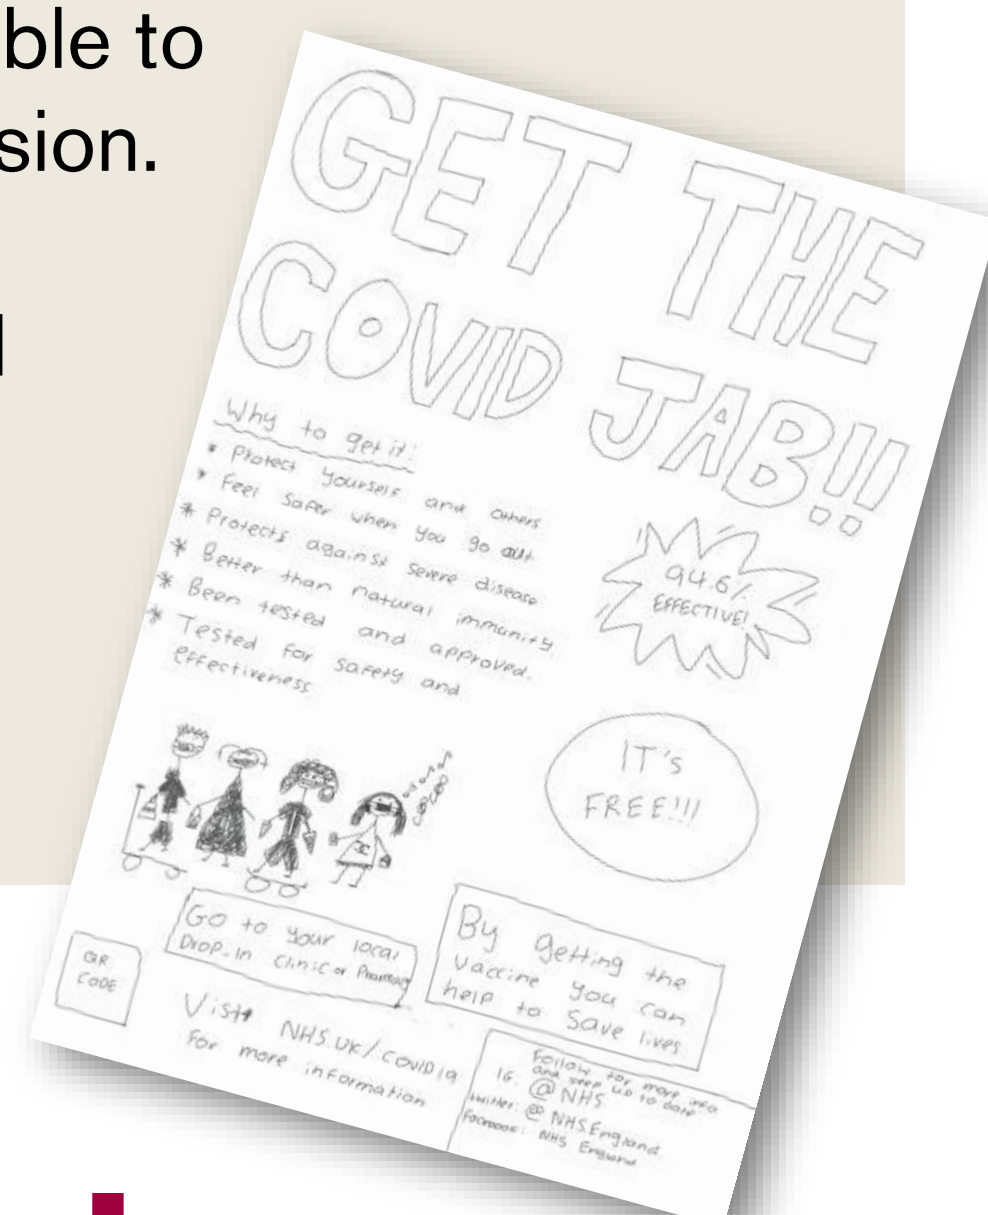 ble to
sion.
GET THE
COVID JAB!!
Why to get it:
* Protect yourself and others
* Feel safer when you go out
* Protects against severe disease
* Better than natural immunity
* Been tested and approved.
* Tested for safety and
effectiveness
94.6%
EFFECTIVE!
IT'S
FREE!!!
Go to your local
Drop-In Clinic or Pharmacy
By getting the
vaccine you can
help to save lives
QR
CODE
Visit NHS.UK/COVID19
For more information
Follow for more info
and keep up to date
IG: @NHS
twitter: @NHSEngland
Facebook: NHS England